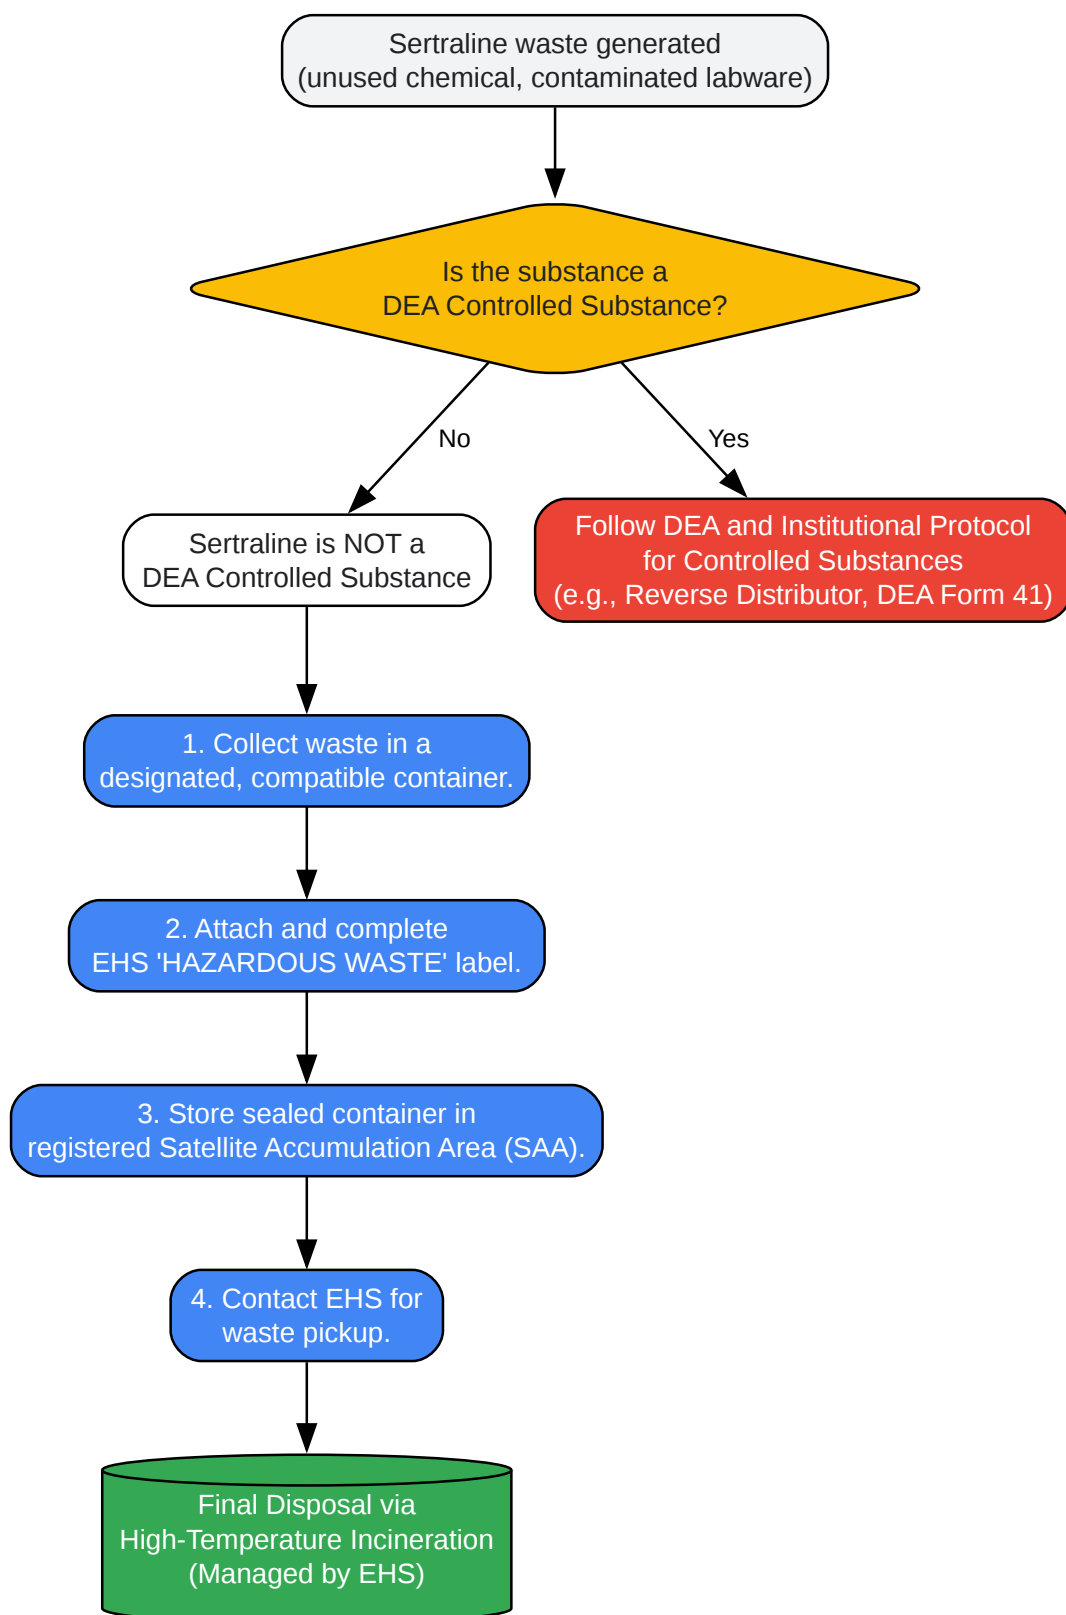 Sertraline waste generated
(unused chemical, contaminated labware)
Is the substance a
DEA Controlled Substance?
No
Yes
Sertraline is NOT a
DEA Controlled Substance
Follow DEA and Institutional Protocol
for Controlled Substances
(e.g., Reverse Distributor, DEA Form 41)
1. Collect waste in a
designated, compatible container.
2. Attach and complete
EHS 'HAZARDOUS WASTE' label.
3. Store sealed container in
registered Satellite Accumulation Area (SAA).
4. Contact EHS for
waste pickup.
Final Disposal via
High-Temperature Incineration
(Managed by EHS)